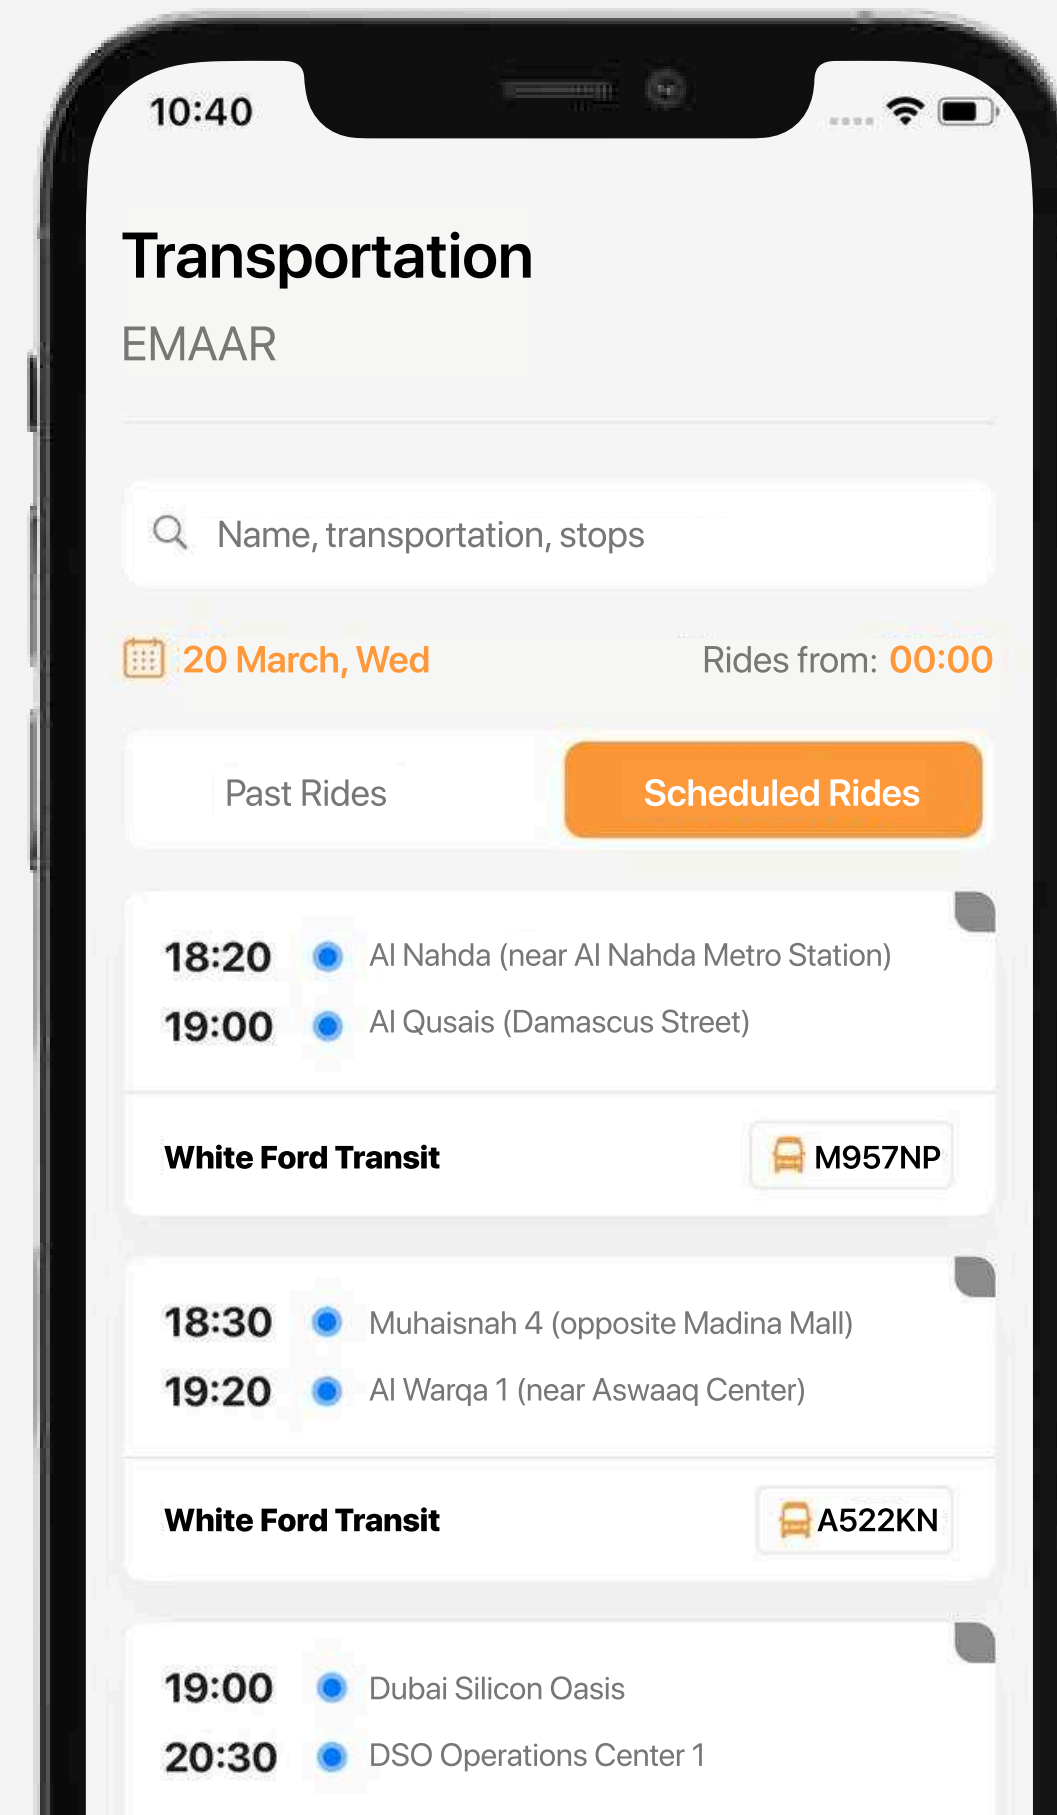 10:40
Transportation
EMAAR
Name, transportation, stops
20 March, Wed Rides from: 00:00
Past Rides Scheduled Rides
18:20 Al Nahda (near Al Nahda Metro Station)
19:00 Al Qusais (Damascus Street)
White Ford Transit M957NP
18:30 Muhaisnah 4 (opposite Madina Mall)
19:20 Al Warqa 1 (near Aswaaq Center)
White Ford Transit A522KN
19:00 Dubai Silicon Oasis
20:30 DSO Operations Center 1